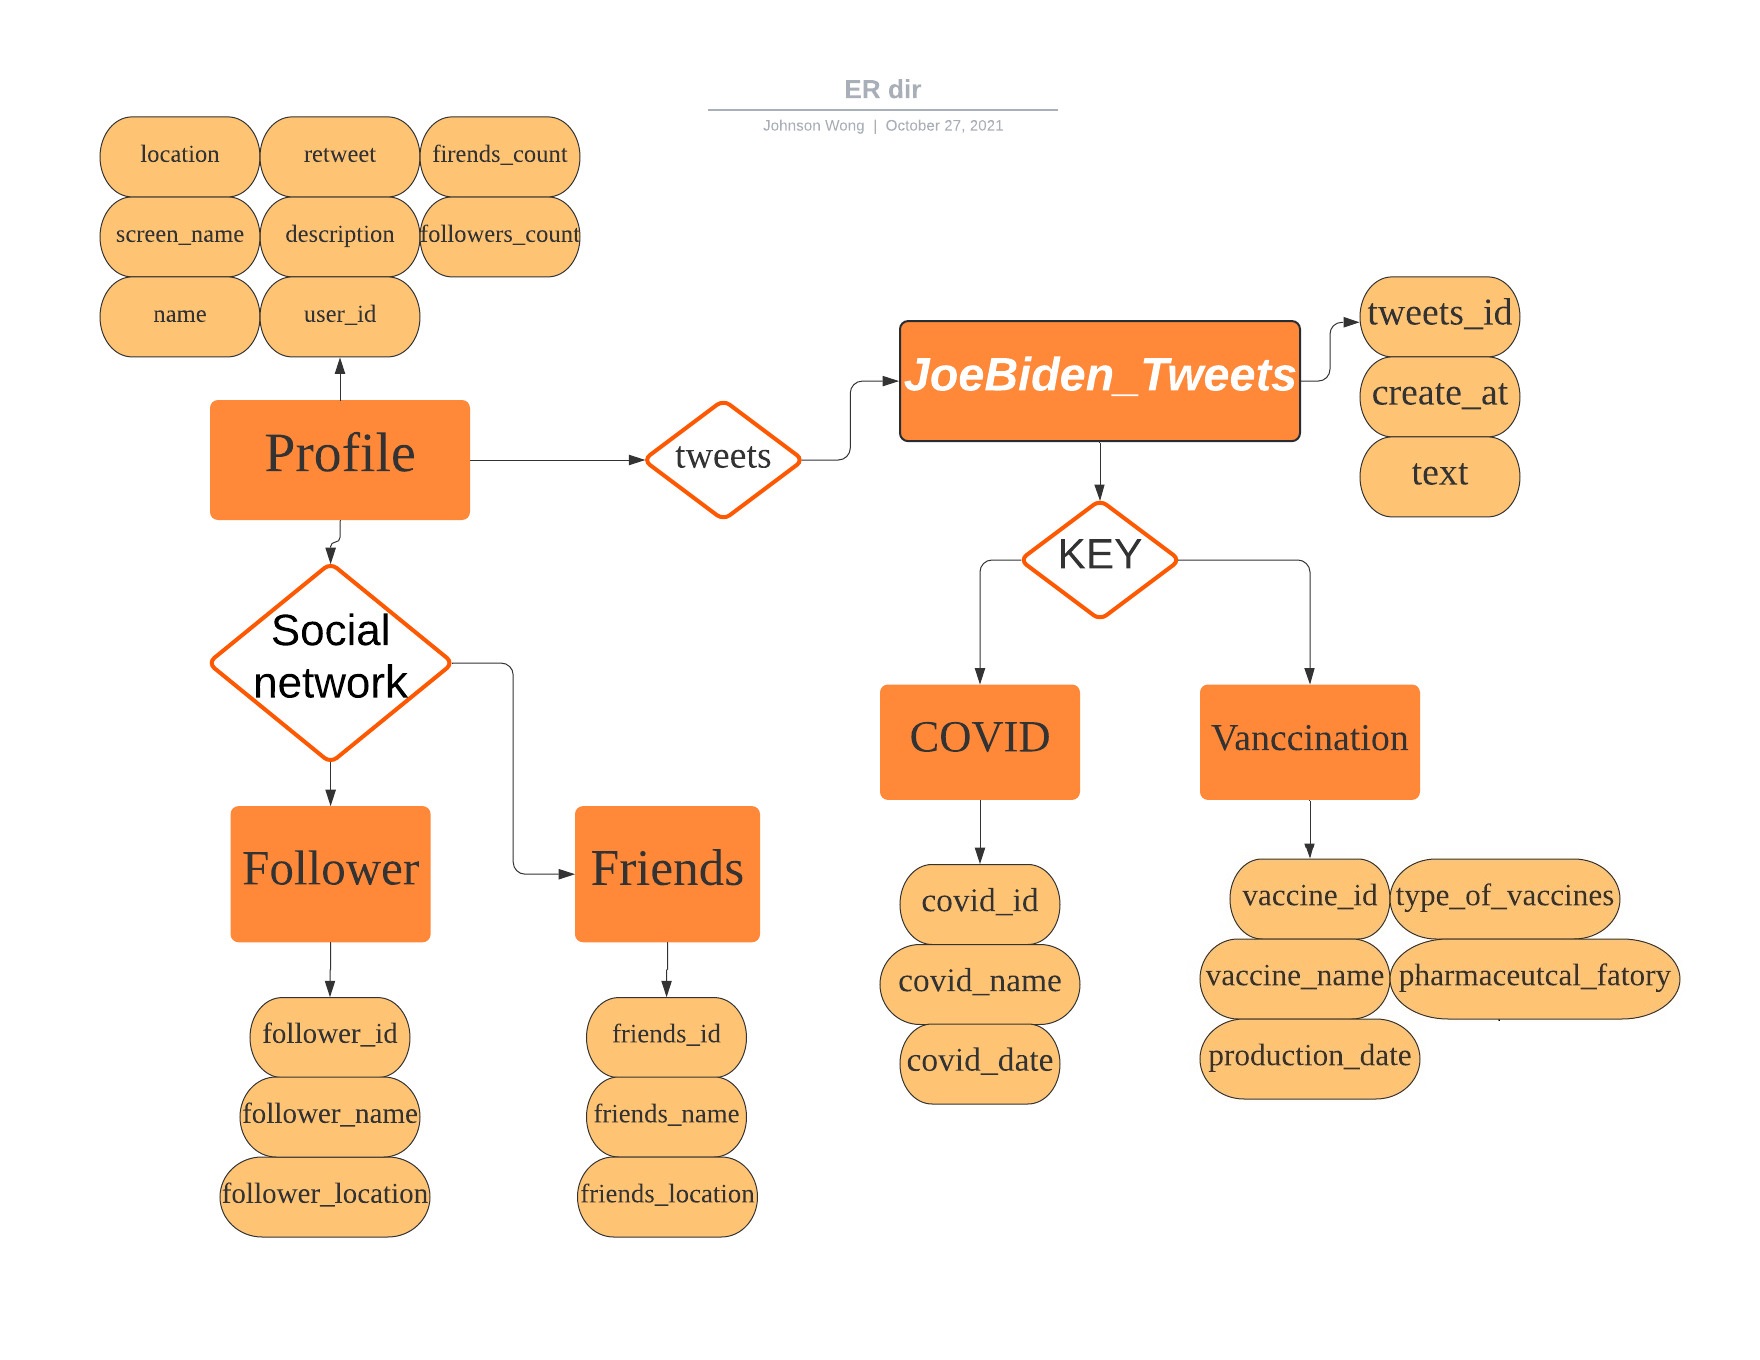 ER dir
Johnson Wong | October 27, 2021
location
retweet
firends_count
screen_name
description
followers_count
name
user_id
Profile
tweets
JoeBiden_Tweets
tweets_id
create_at
text
KEY
Social
network
COVID
Vanccination
Follower
Friends
covid_id
covid_name
covid_date
vaccine_id
type_of_vaccines
vaccine_name
pharmaceutcal_fatory
production_date
follower_id
follower_name
follower_location
friends_id
friends_name
friends_location